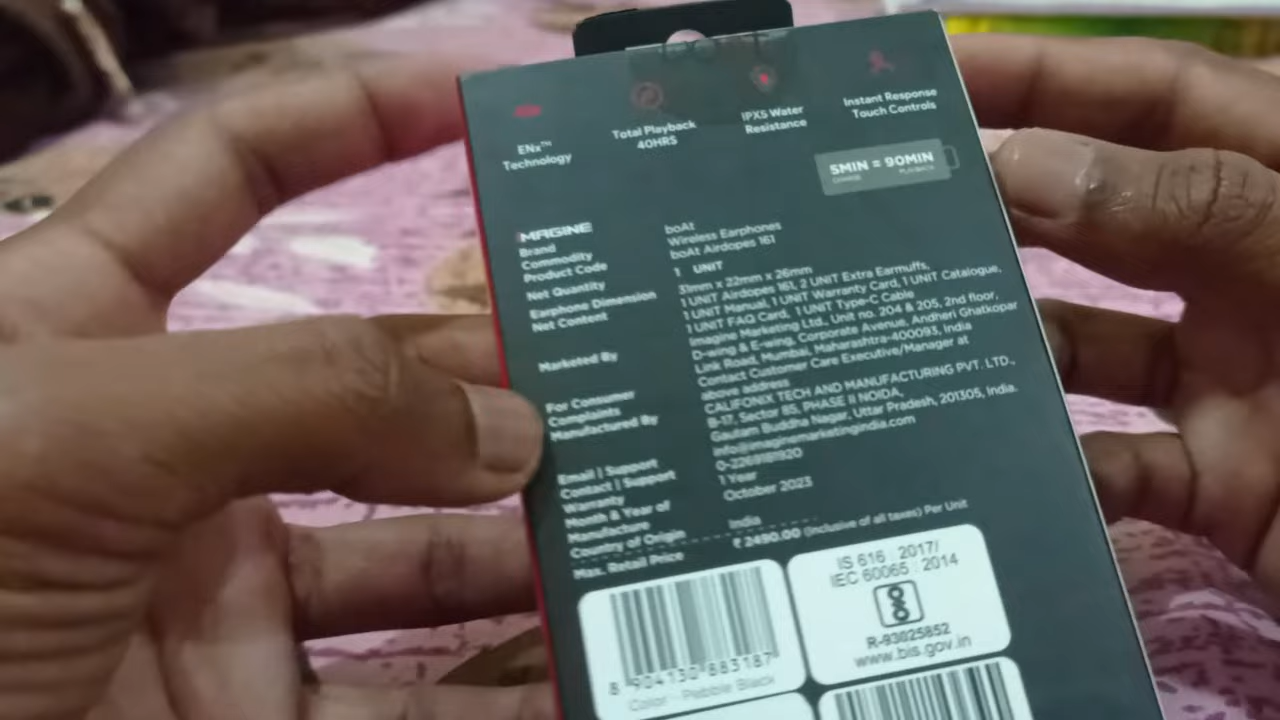 ENx™
Technology
Total Playback
40HRS
IPX5 Water
Resistance
Instant Response
Touch Controls
5MIN = 90MIN
CHARGE PLAYBACK
IMAGINE
Brand boAt
Commodity Wireless Earphones
Product Code boAt Airdopes 161
Net Quantity 1 UNIT
Earphone Dimension 31mm x 22mm x 26mm
Net Content 1 UNIT Airdopes 161, 2 UNIT Extra Earmuffs,
1 UNIT Manual, 1 UNIT Warranty Card, 1 UNIT Catalogue,
1 UNIT FAQ Card, 1 UNIT Type-C Cable
Marketed By Imagine Marketing Ltd., Unit no. 204 & 205, 2nd floor,
D-wing & E-wing, Corporate Avenue, Andheri Ghatkopar
Link Road, Mumbai, Maharashtra-400093, India
For Consumer Contact Customer Care Executive/Manager at
Complaints above address
Manufactured By CALIFONIX TECH AND MANUFACTURING PVT. LTD.,
B-17, Sector 85, PHASE II NOIDA,
Gautam Buddha Nagar, Uttar Pradesh, 201305, India.
Email | Support info@imaginemarketingindia.com
Contact | Support 0-2269181920
Warranty 1 Year
Month & Year of October 2023
Manufacture
Country of Origin India
Max. Retail Price ₹ 2490.00 (Inclusive of all taxes) Per Unit
8 904130 883187
Color : Pebble Black
IS 616 : 2017/
IEC 60065 : 2014
R-93025852
www.bis.gov.in